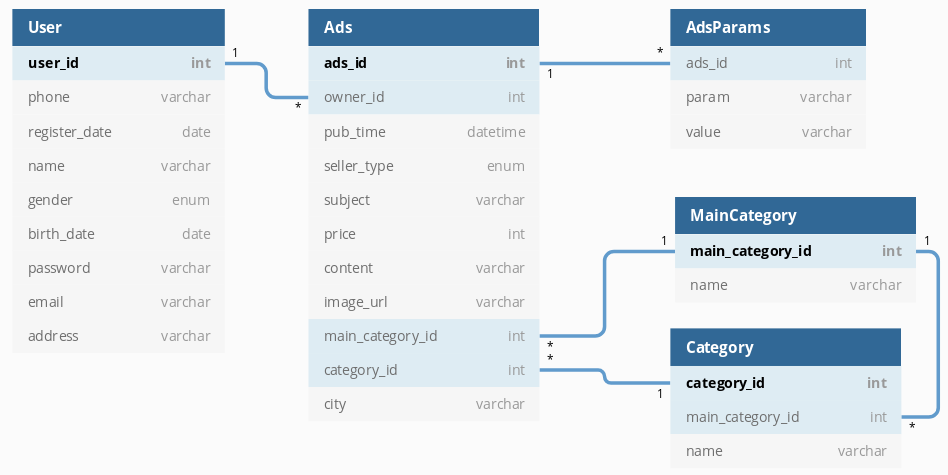 User
user_id int
phone varchar
register_date date
name varchar
gender enum
birth_date date
password varchar
email varchar
address varchar
1
*
Ads
ads_id int
owner_id int
pub_time datetime
seller_type enum
subject varchar
price int
content varchar
image_url varchar
main_category_id int
category_id int
city varchar
1
*
AdsParams
ads_id int
param varchar
value varchar
*
1
MainCategory
main_category_id int
name varchar
1
*
1
Category
category_id int
main_category_id int
name varchar
1
*